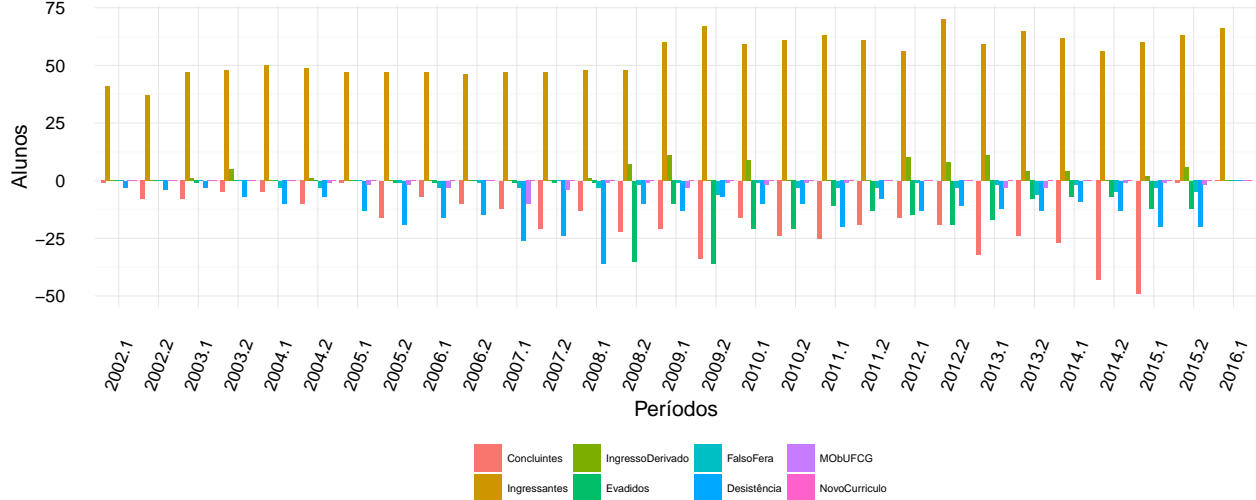 75
50
25
0
−25
−50
Alunos
2002.1 2002.2 2003.1 2003.2 2004.1 2004.2 2005.1 2005.2 2006.1 2006.2 2007.1 2007.2 2008.1 2008.2 2009.1 2009.2 2010.1 2010.2 2011.1 2011.2 2012.1 2012.2 2013.1 2013.2 2014.1 2014.2 2015.1 2015.2 2016.1
Períodos
Concluintes IngressoDerivado FalsoFera MObUFCG
Ingressantes Evadidos Desistência NovoCurriculo